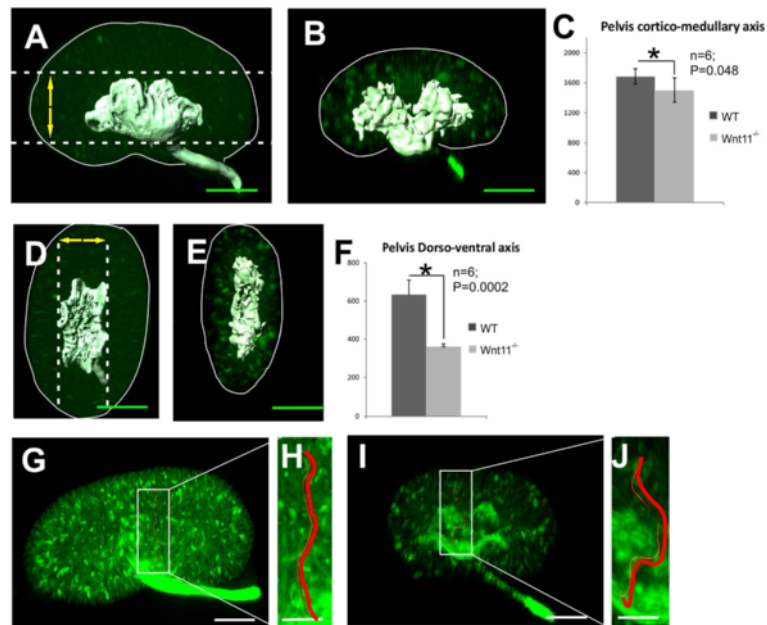 A
B
C
Pelvis cortico-medullary axis
2000
1600
1200
800
400
0
*
n=6;
P=0.048
WT
Wnt11-/-
D
E
F
Pelvis Dorso-ventral axis
800
600
400
200
0
*
n=6;
P=0.0002
WT
Wnt11-/-
G
H
I
J